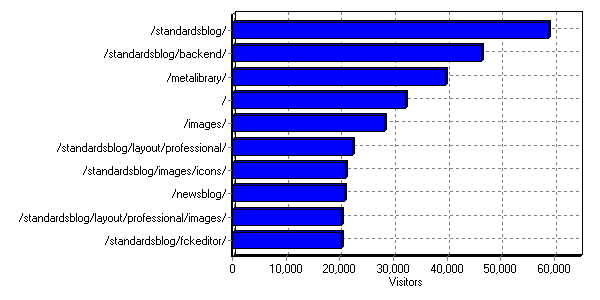 /standardsblog/
/standardsblog/backend/
/metalibrary/
/
/images/
/standardsblog/layout/professional/
/standardsblog/images/icons/
/newsblog/
/standardsblog/layout/professional/images/
/standardsblog/fckeditor/
0 10,000 20,000 30,000 40,000 50,000 60,000
Visitors